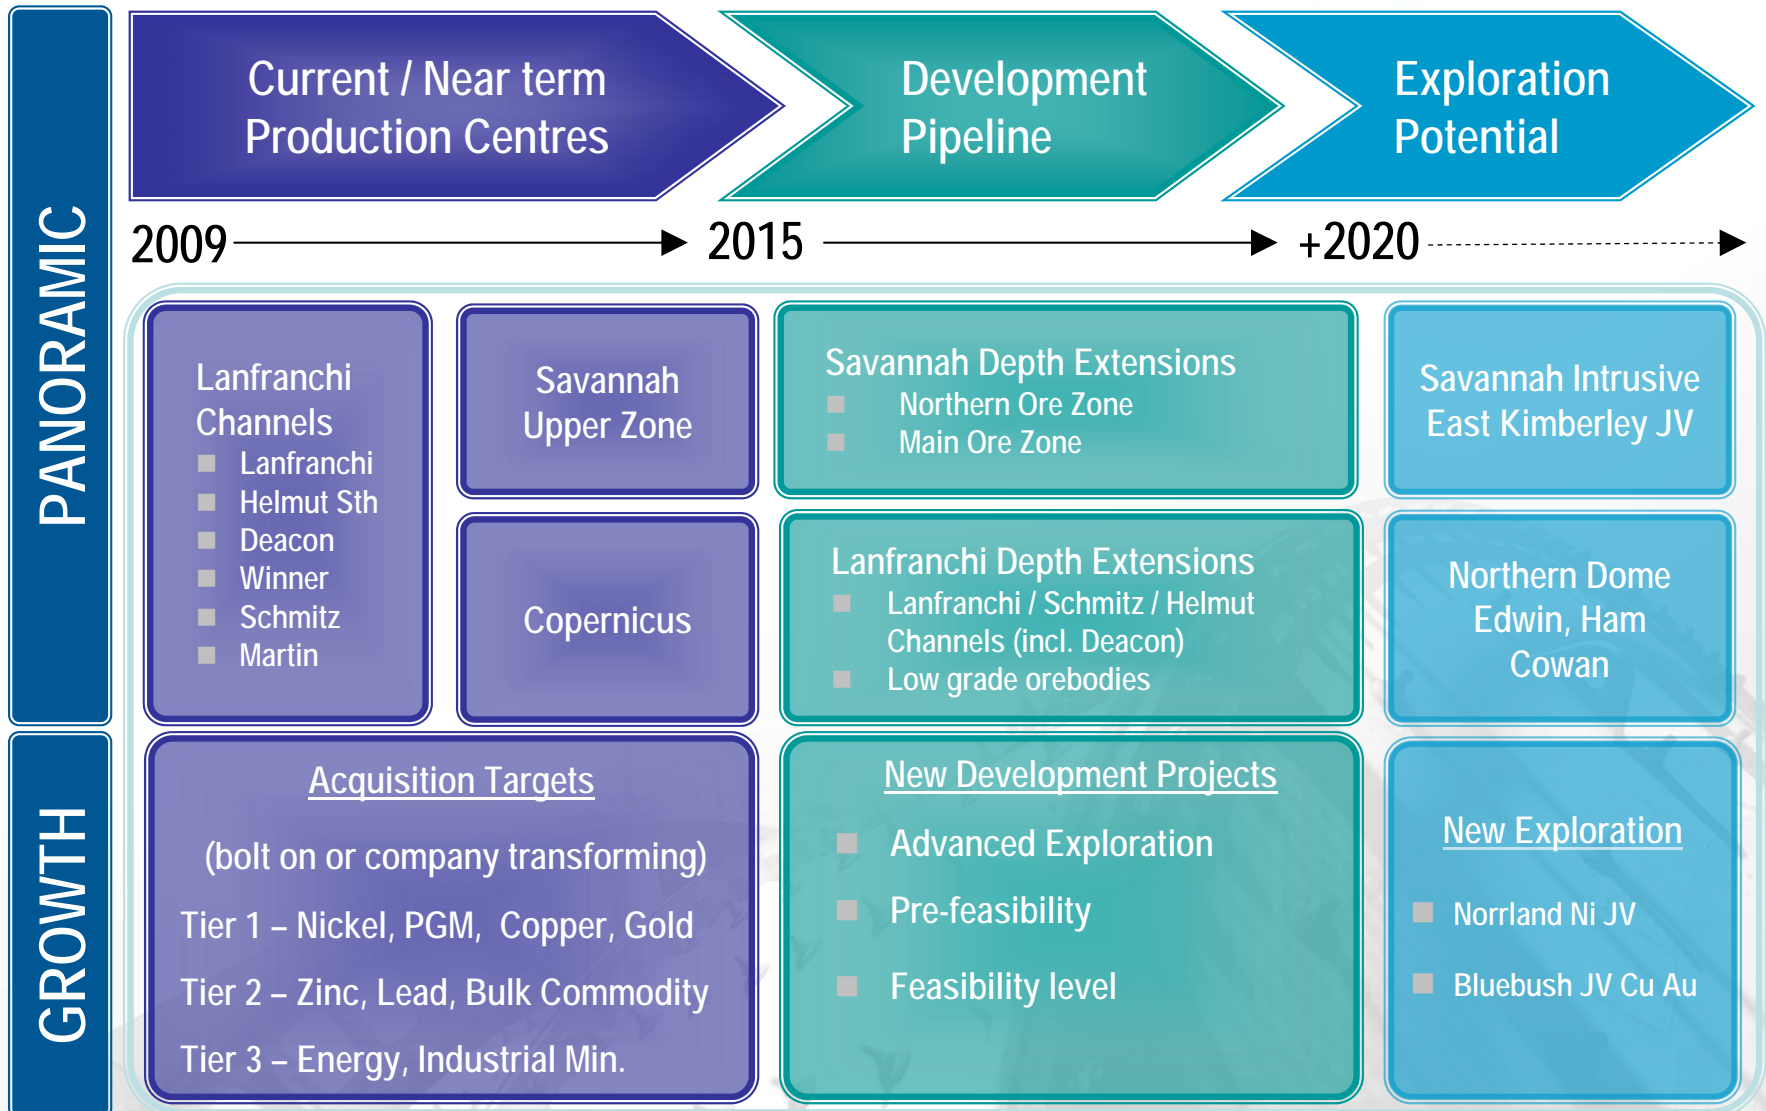 PANORAMIC
Current / Near term
Production Centres
Development
Pipeline
Exploration
Potential
2009
2015
+2020
Lanfranchi
Channels
Lanfranchi
Helmut Sth
Deacon
Winner
Schmitz
Martin
Savannah
Upper Zone
Copernicus
Savannah Depth Extensions
Northern Ore Zone
Main Ore Zone
Lanfranchi Depth Extensions
Lanfranchi / Schmitz / Helmut
Channels (incl. Deacon)
Low grade orebodies
Savannah Intrusive
East Kimberley JV
Northern Dome
Edwin, Ham
Cowan
GROWTH
Acquisition Targets
(bolt on or company transforming)
Tier 1 – Nickel, PGM, Copper, Gold
Tier 2 – Zinc, Lead, Bulk Commodity
Tier 3 – Energy, Industrial Min.
New Development Projects
Advanced Exploration
Pre-feasibility
Feasibility level
New Exploration
Norrland Ni JV
Bluebush JV Cu Au